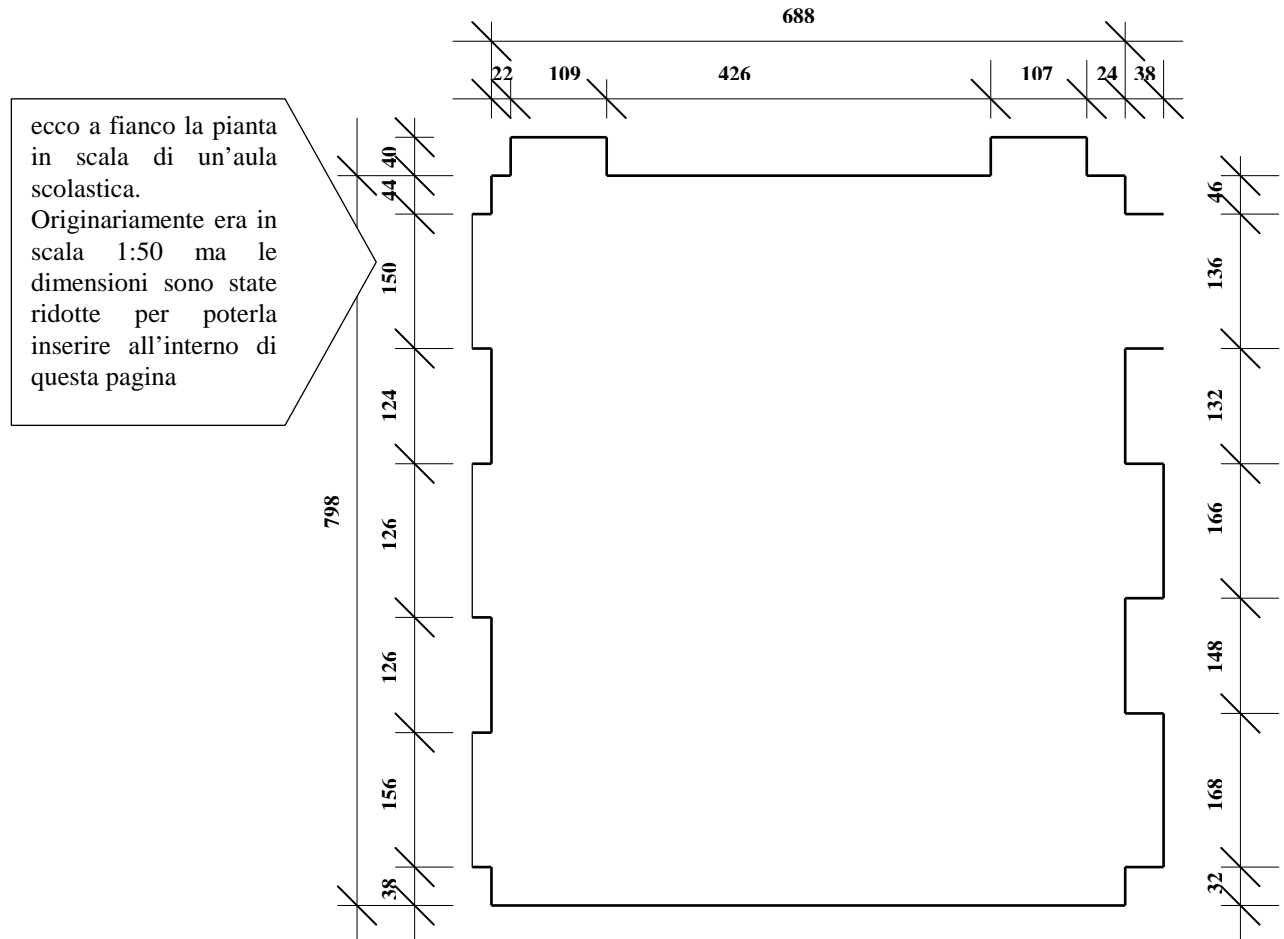 688
22 109 426 107 24 38
ecco a fianco la pianta
in scala di un’aula
scolastica.
Originariamente era in
scala 1:50 ma le
dimensioni sono state
ridotte per poterla
inserire all’interno di
questa pagina
798
40
44
150
124
126
126
156
38
46
136
132
166
148
168
32